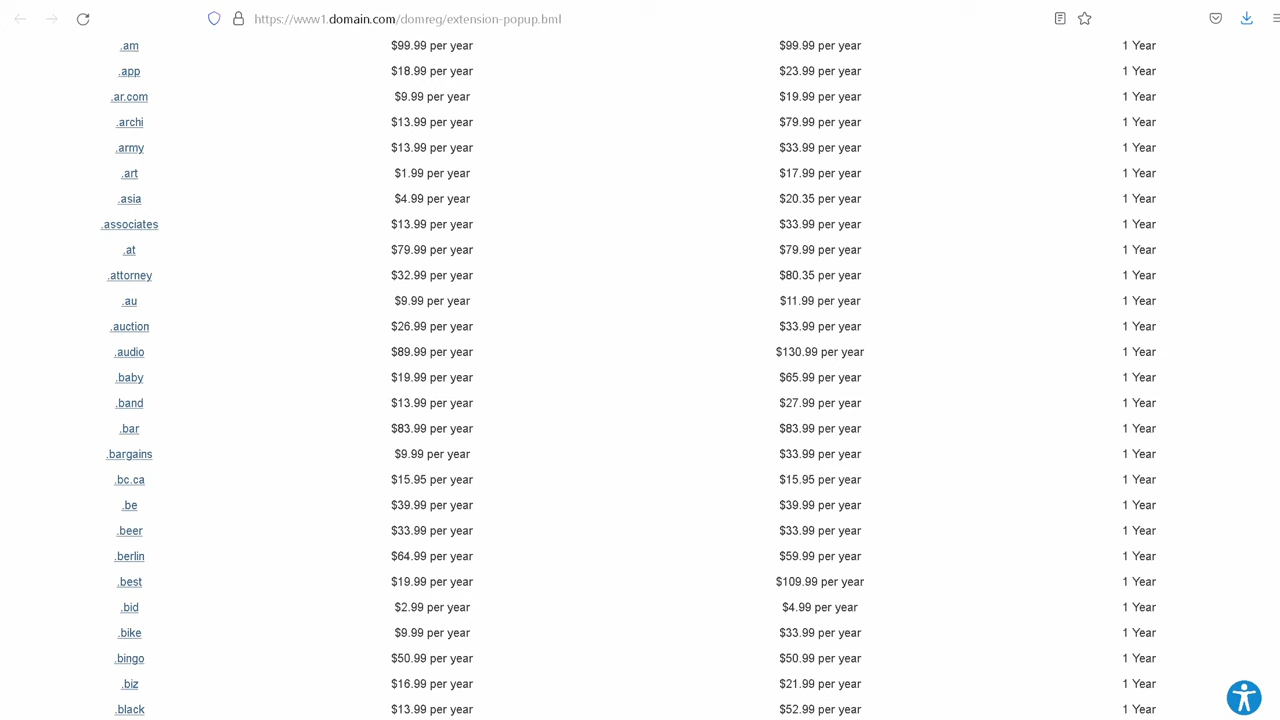 https://www1.domain.com/domreg/extension-popup.bml
.am $99.99 per year $99.99 per year 1 Year
.app $18.99 per year $23.99 per year 1 Year
.ar.com $9.99 per year $19.99 per year 1 Year
.archi $13.99 per year $79.99 per year 1 Year
.army $13.99 per year $33.99 per year 1 Year
.art $1.99 per year $17.99 per year 1 Year
.asia $4.99 per year $20.35 per year 1 Year
.associates $13.99 per year $33.99 per year 1 Year
.at $79.99 per year $79.99 per year 1 Year
.attorney $32.99 per year $80.35 per year 1 Year
.au $9.99 per year $11.99 per year 1 Year
.auction $26.99 per year $33.99 per year 1 Year
.audio $89.99 per year $130.99 per year 1 Year
.baby $19.99 per year $65.99 per year 1 Year
.band $13.99 per year $27.99 per year 1 Year
.bar $83.99 per year $83.99 per year 1 Year
.bargains $9.99 per year $33.99 per year 1 Year
.bc.ca $15.95 per year $15.95 per year 1 Year
.be $39.99 per year $39.99 per year 1 Year
.beer $33.99 per year $33.99 per year 1 Year
.berlin $64.99 per year $59.99 per year 1 Year
.best $19.99 per year $109.99 per year 1 Year
.bid $2.99 per year $4.99 per year 1 Year
.bike $9.99 per year $33.99 per year 1 Year
.bingo $50.99 per year $50.99 per year 1 Year
.biz $16.99 per year $21.99 per year 1 Year
.black $13.99 per year $52.99 per year 1 Year